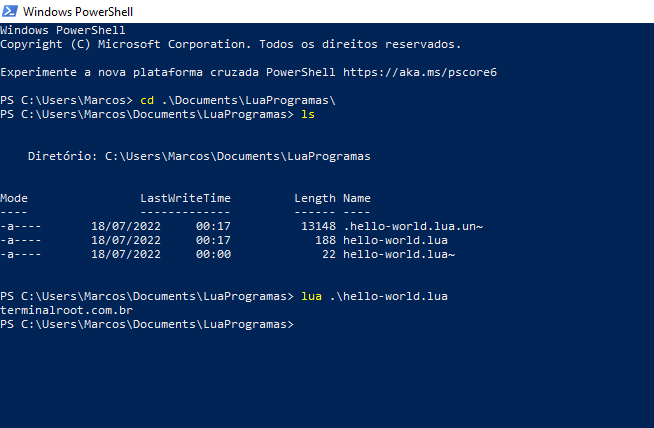 Windows PowerShell
Windows PowerShell
Copyright (C) Microsoft Corporation. Todos os direitos reservados.
Experimente a nova plataforma cruzada PowerShell https://aka.ms/pscore6
PS C:\Users\Marcos> cd .\Documents\LuaProgramas\
PS C:\Users\Marcos\Documents\LuaProgramas> ls
Diretório: C:\Users\Marcos\Documents\LuaProgramas
Mode                LastWriteTime         Length Name
----                -------------         ------ ----
-a----       18/07/2022     00:17          13148 .hello-world.lua.un~
-a----       18/07/2022     00:17            188 hello-world.lua
-a----       18/07/2022     00:00             22 hello-world.lua~
PS C:\Users\Marcos\Documents\LuaProgramas> lua .\hello-world.lua
terminalroot.com.br
PS C:\Users\Marcos\Documents\LuaProgramas>